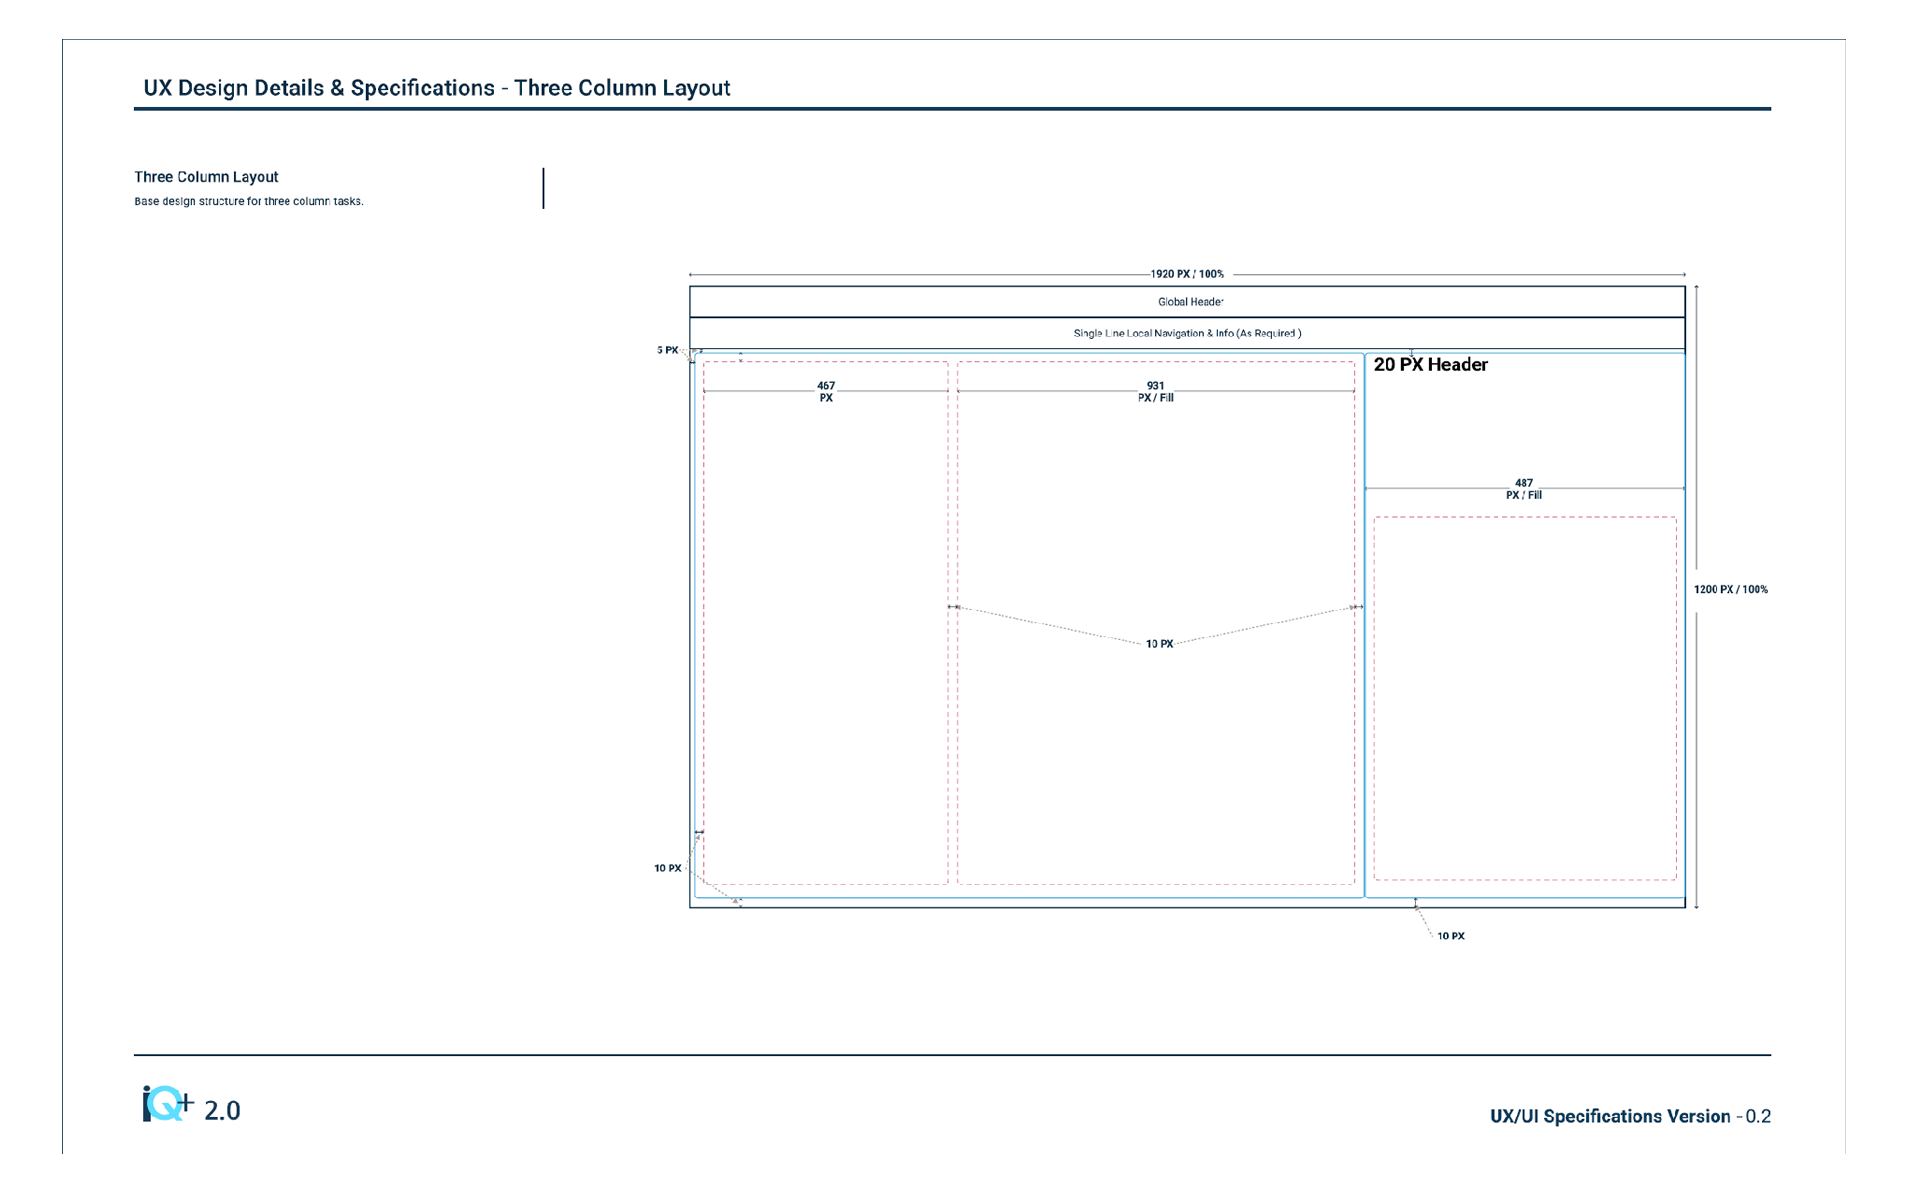 UX Design Details & Specifications - Three Column Layout
Three Column Layout
Base design structure for three column tasks.
1920 PX / 100%
Global Header
Single Line Local Navigation & Info (As Required )
5 PX
20 PX Header
467
PX
931
PX / Fill
487
PX / Fill
1200 PX / 100%
10 PX
10 PX
10 PX
iQ+ 2.0
UX/UI Specifications Version - 0.2